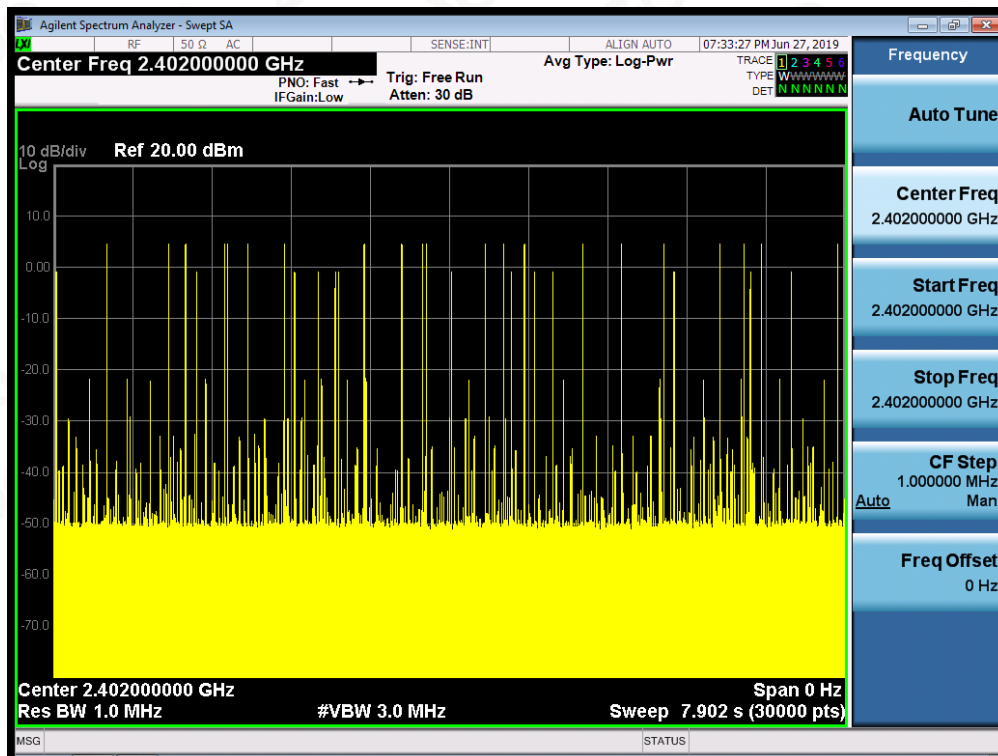 Agilent Spectrum Analyzer - Swept SA
LXI RF 50 Ω AC SENSE:INT ALIGN AUTO 07:33:27 PM Jun 27, 2019
Center Freq 2.402000000 GHz
PNO: Fast
IFGain:Low
Trig: Free Run
Atten: 30 dB
Avg Type: Log-Pwr
TRACE 1 2 3 4 5 6
TYPE W
DET N N N N N N
10 dB/div
Log
Ref 20.00 dBm
10.0
0.00
-10.0
-20.0
-30.0
-40.0
-50.0
-60.0
-70.0
Center 2.402000000 GHz
Span 0 Hz
Res BW 1.0 MHz
#VBW 3.0 MHz
Sweep 7.902 s (30000 pts)
MSG
STATUS
Frequency
Auto Tune
Center Freq
2.402000000 GHz
Start Freq
2.402000000 GHz
Stop Freq
2.402000000 GHz
CF Step
1.000000 MHz
Auto Man
Freq Offset
0 Hz